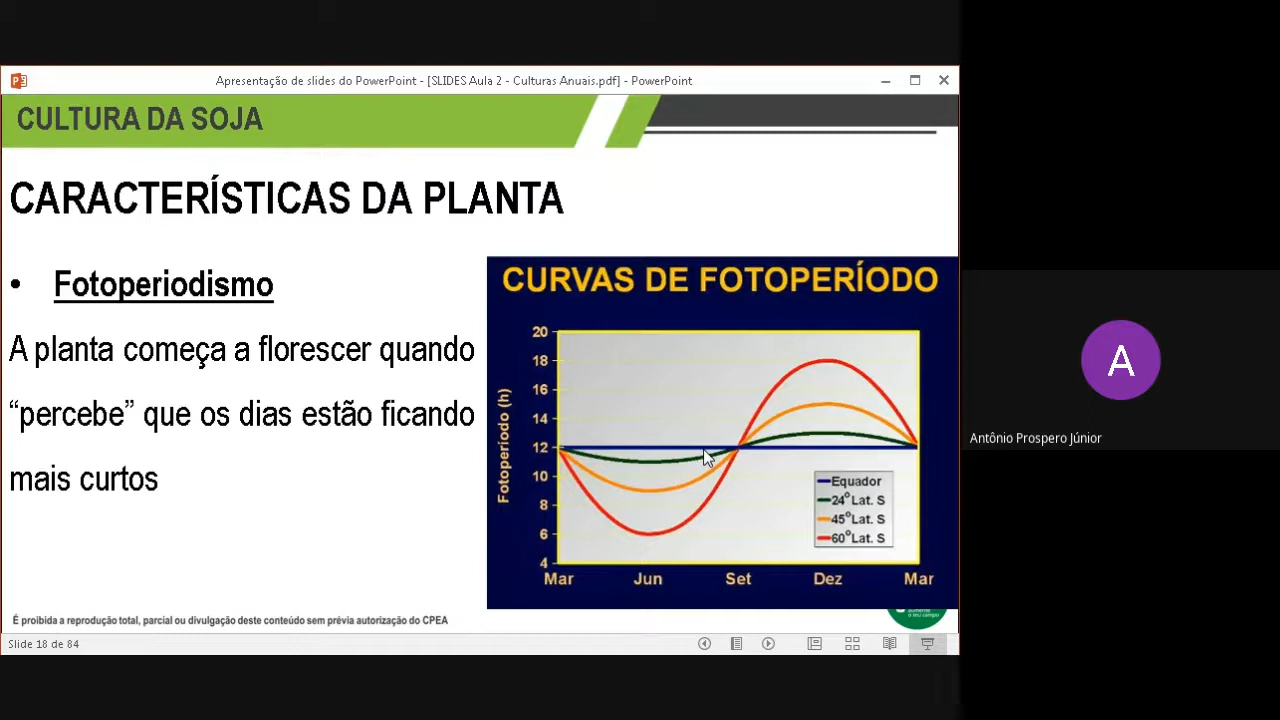 Apresentação de slides do PowerPoint - [SLIDES Aula 2 - Culturas Anuais.pdf] - PowerPoint
CULTURA DA SOJA
CARACTERÍSTICAS DA PLANTA
• Fotoperiodismo
A planta começa a florescer quando
“percebe” que os dias estão ficando
mais curtos
CURVAS DE FOTOPERÍODO
Fotoperíodo (h)
20
18
16
14
12
10
8
6
4
Mar Jun Set Dez Mar
Equador
24° Lat. S
45° Lat. S
60° Lat. S
É proibida a reprodução total, parcial ou divulgação deste conteúdo sem prévia autorização do CPEA
o seu campo
Slide 18 de 84
A
Antônio Prospero Júnior